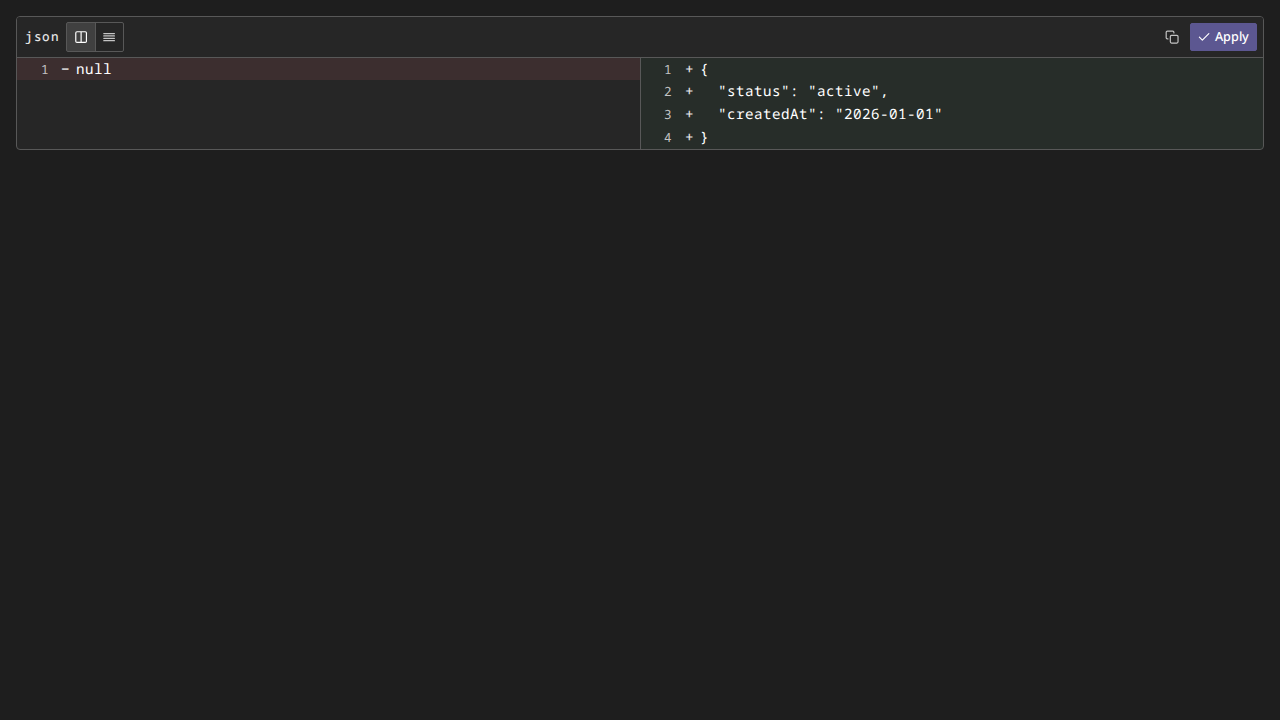 json
Apply
1 - null
1 + {
2 +   "status": "active",
3 +   "createdAt": "2026-01-01"
4 + }